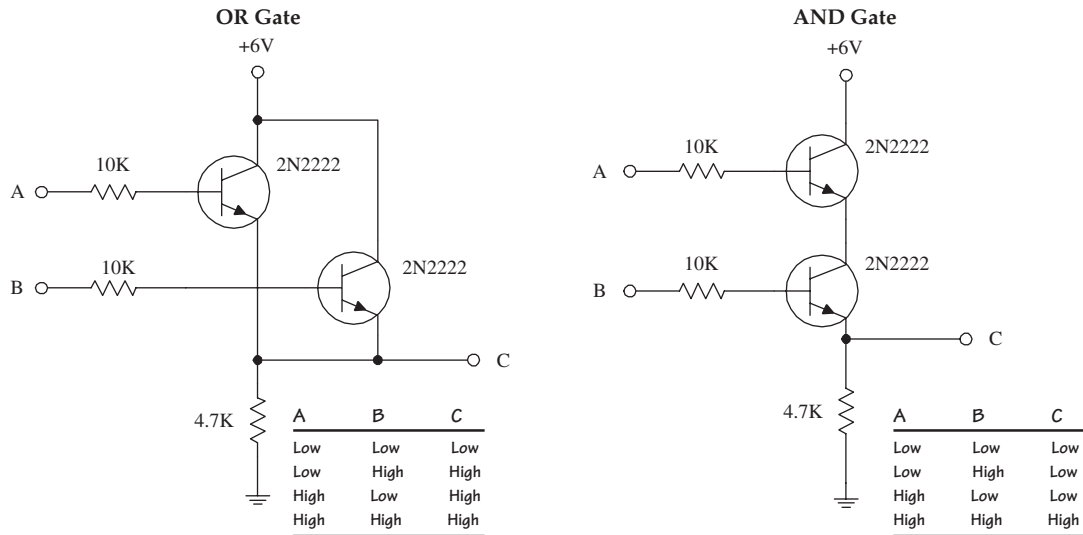 OR Gate
+6V
10K
2N2222
A
10K
2N2222
B
C
4.7K
A B C
Low Low Low
Low High High
High Low High
High High High
AND Gate
+6V
2N2222
10K
A
2N2222
10K
B
C
4.7K
A B C
Low Low Low
Low High Low
High Low Low
High High High